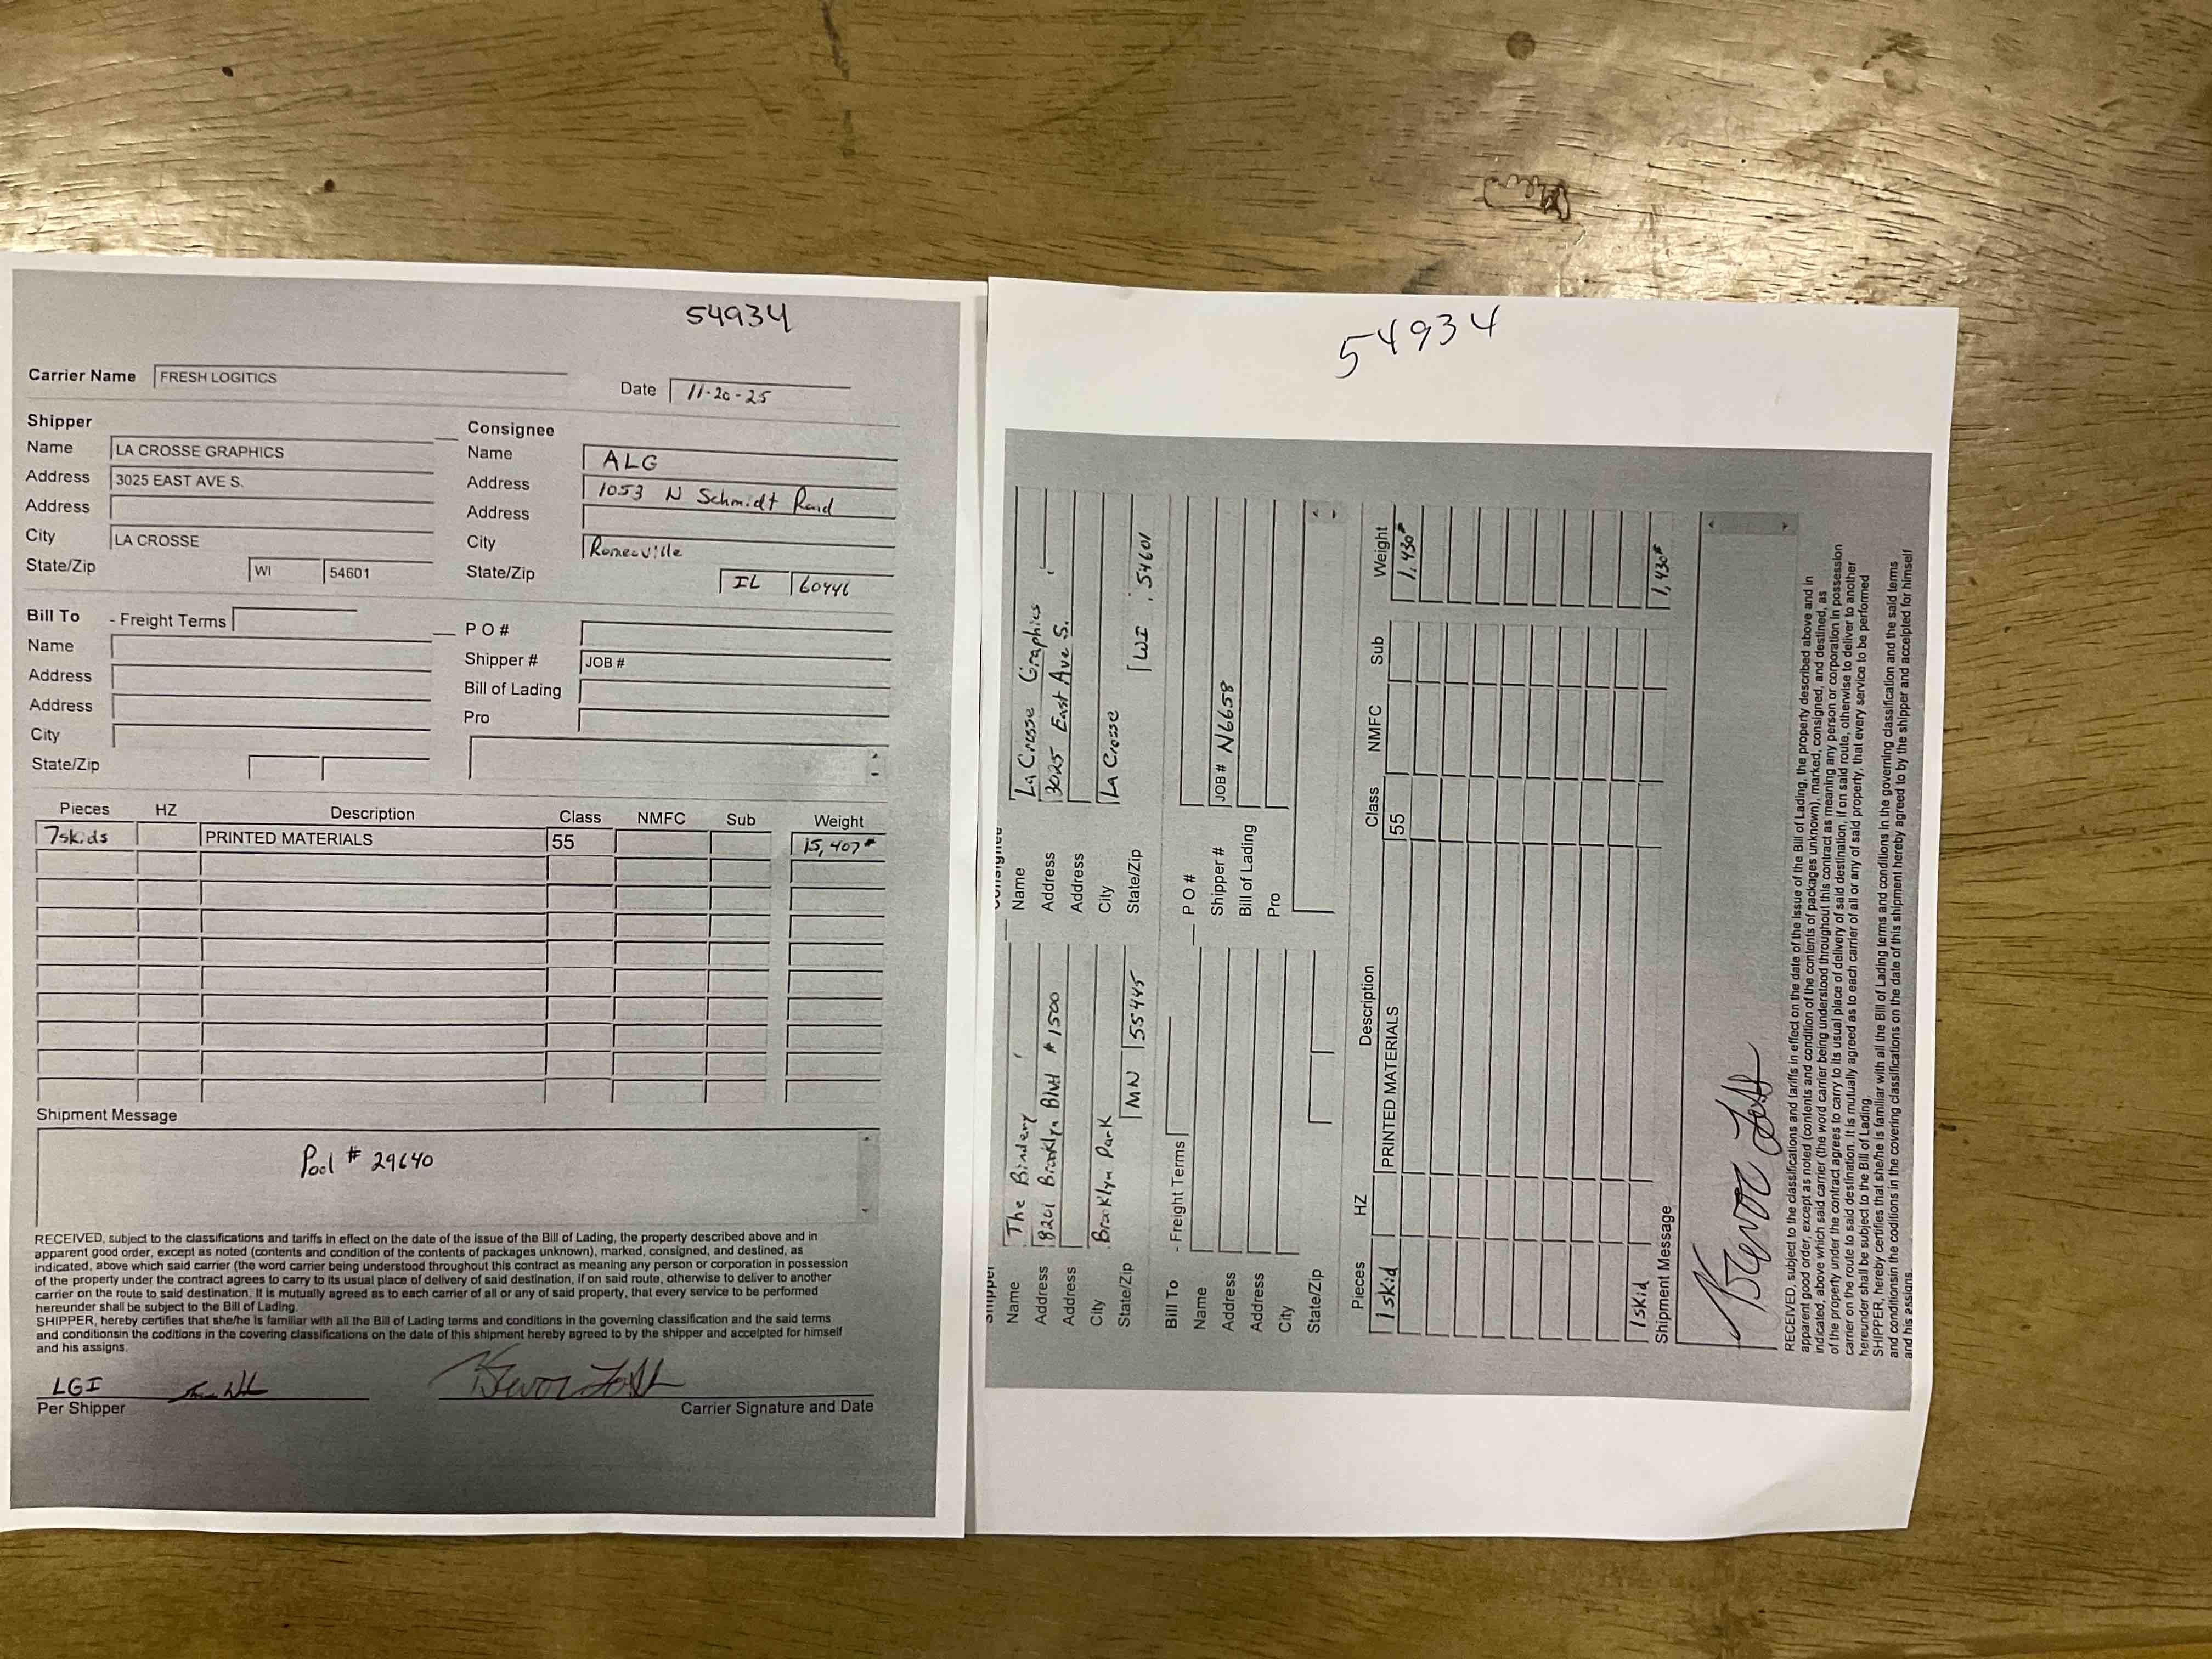 54934
Carrier Name FRESH LOGITICS
Date 11-20-25
Shipper
Name LA CROSSE GRAPHICS
Address 3025 EAST AVE S.
Address
City LA CROSSE
State/Zip WI 54601
Consignee
Name ALG
Address 1053 N Schmidt Road
Address
City Romeoville
State/Zip IL 60446
Bill To - Freight Terms
Name
Address
Address
City
State/Zip
P O #
Shipper # JOB #
Bill of Lading
Pro
Pieces HZ Description Class NMFC Sub Weight
7skids PRINTED MATERIALS 55 15,407#
Shipment Message
Pool # 29640
RECEIVED, subject to the classifications and tariffs in effect on the date of the issue of the Bill of Lading, the property described above and in
apparent good order, except as noted (contents and condition of the contents of packages unknown), marked, consigned, and destined, as
indicated, above which said carrier (the word carrier being understood throughout this contract as meaning any person or corporation in possession
of the property under the contract agrees to carry to its usual place of delivery of said destination, if on said route, otherwise to deliver to another
carrier on the route to said destination. It is mutually agreed as to each carrier of all or any of said property, that every service to be performed
hereunder shall be subject to the Bill of Lading.
SHIPPER, hereby certifies that she/he is familiar with all the Bill of Lading terms and conditions in the governing classification and the said terms
and conditionsin the coditions in the covering classifications on the date of this shipment hereby agreed to by the shipper and accelpted for himself
and his assigns.
LGI
Per Shipper
Carrier Signature and Date
54934
Shipper
Name The Bindery
Address 8201 Brooklyn Blvd # 1500
Address
City Brooklyn Park
State/Zip MN 55445
Consignee
Name La Crosse Graphics
Address 3025 East Ave S.
Address
City La Crosse
State/Zip WI 54601
Bill To - Freight Terms
Name
Address
Address
City
State/Zip
P O #
Shipper # JOB # N6658
Bill of Lading
Pro
Pieces HZ Description Class NMFC Sub Weight
1 skid PRINTED MATERIALS 55 1,430#
1 skid 1,430#
Shipment Message
RECEIVED, subject to the classifications and tariffs in effect on the date of the issue of the Bill of Lading, the property described above and in
apparent good order, except as noted (contents and condition of the contents of packages unknown), marked, consigned, and destined, as
indicated, above which said carrier (the word carrier being understood throughout this contract as meaning any person or corporation in possession
of the property under the contract agrees to carry to its usual place of delivery of said destination, if on said route, otherwise to deliver to another
carrier on the route to said destination. It is mutually agreed as to each carrier of all or any of said property, that every service to be performed
hereunder shall be subject to the Bill of Lading.
SHIPPER, hereby certifies that she/he is familiar with all the Bill of Lading terms and conditions in the governing classification and the said terms
and conditionsin the coditions in the covering classifications on the date of this shipment hereby agreed to by the shipper and accelpted for himself
and his assigns.